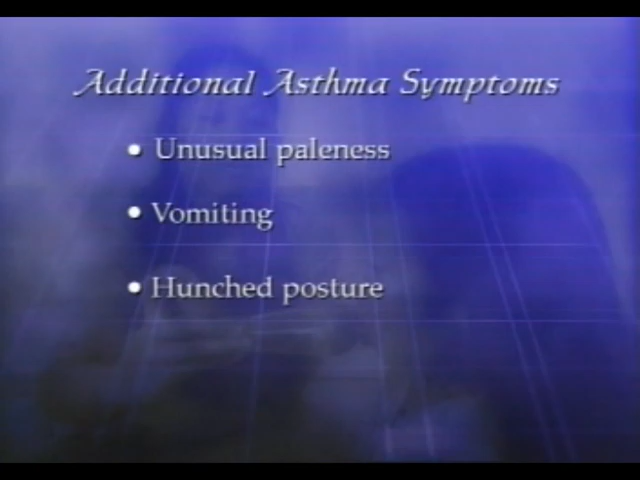 Additional Asthma Symptoms
• Unusual paleness
• Vomiting
• Hunched posture